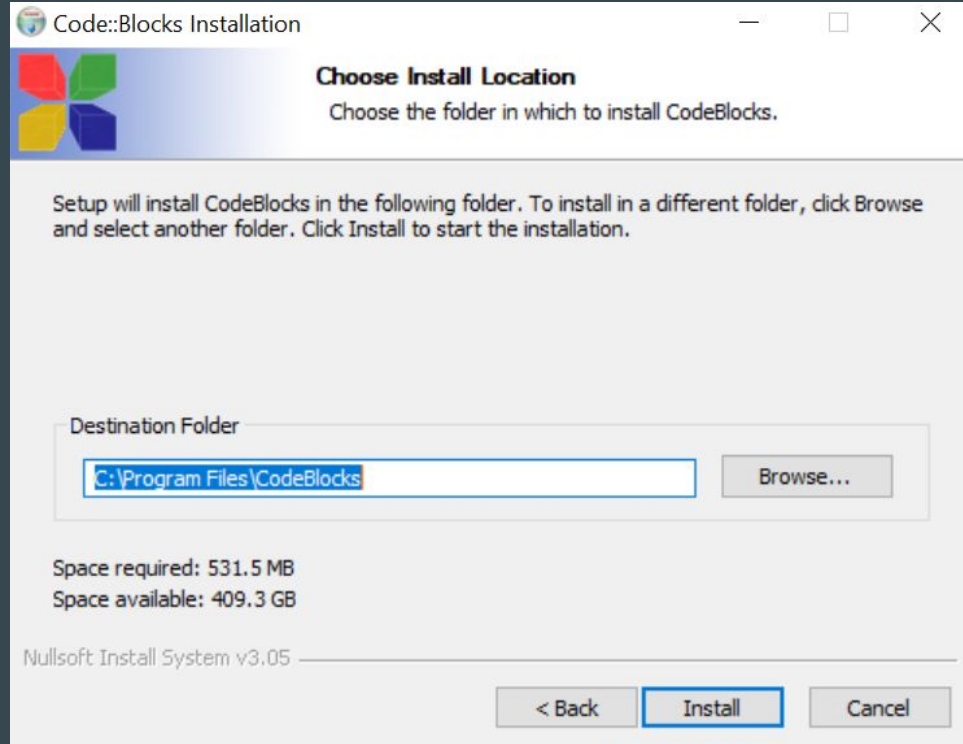 Code::Blocks Installation
Choose Install Location
Choose the folder in which to install CodeBlocks.
Setup will install CodeBlocks in the following folder. To install in a different folder, click Browse
and select another folder. Click Install to start the installation.
Destination Folder
C:\Program Files\CodeBlocks
Browse...
Space required: 531.5 MB
Space available: 409.3 GB
Nullsoft Install System v3.05
< Back
Install
Cancel